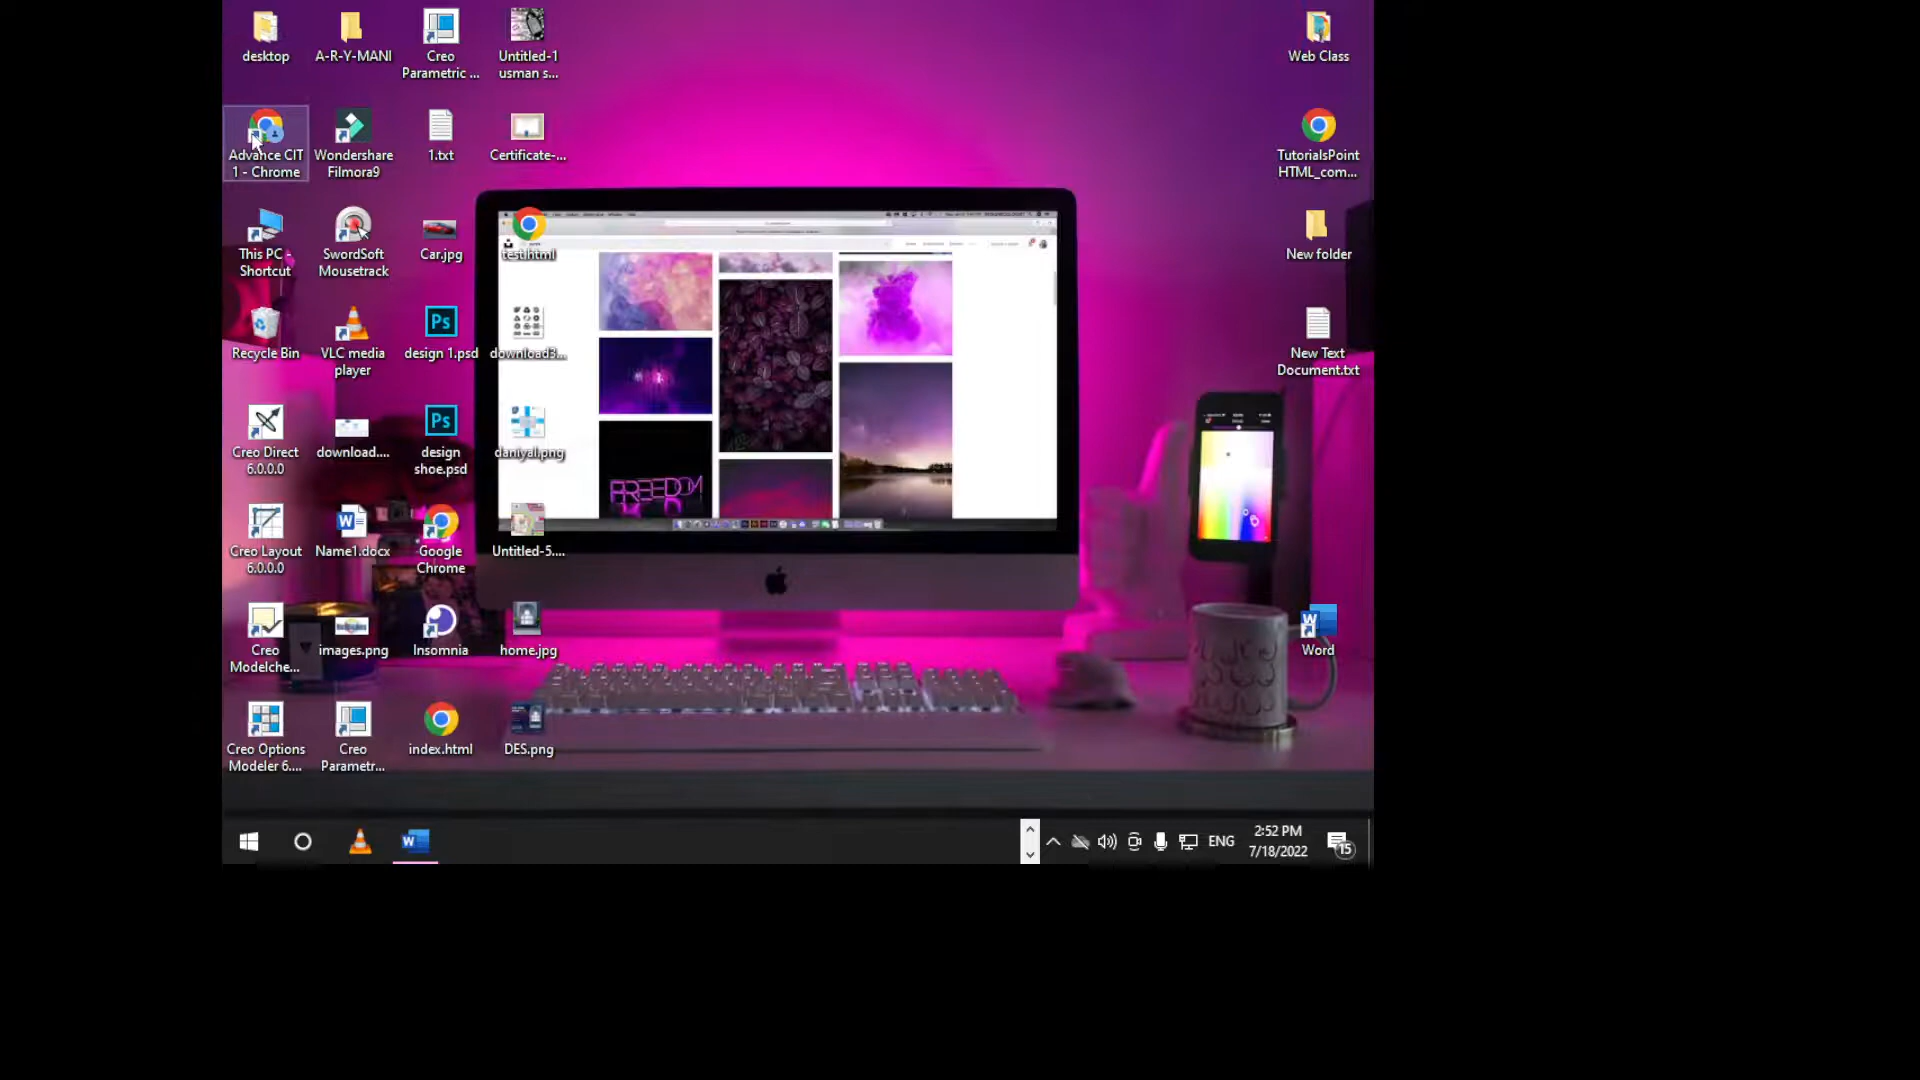 desktop
A-R-Y-MANI
Creo
Parametric ...
Untitled-1
usman s...
Web Class
Advance CIT
1 - Chrome
Wondershare
Filmora9
1.txt
Certificate-...
TutorialsPoint
HTML_com...
This PC -
Shortcut
SwordSoft
Mousetrack
Car.jpg
test.html
New folder
Recycle Bin
VLC media
player
Ps
design 1.psd
download3...
New Text
Document.txt
Creo Direct
6.0.0.0
download....
Ps
design
shoe.psd
daniyal.png
FREEDOM
Creo Layout
6.0.0.0
Name1.docx
Google
Chrome
Untitled-5....
Creo
Modelche...
images.png
Insomnia
home.jpg
Word
Creo Options
Modeler 6....
Creo
Parametr...
index.html
DES.png
ENG
2:52 PM
7/18/2022
15